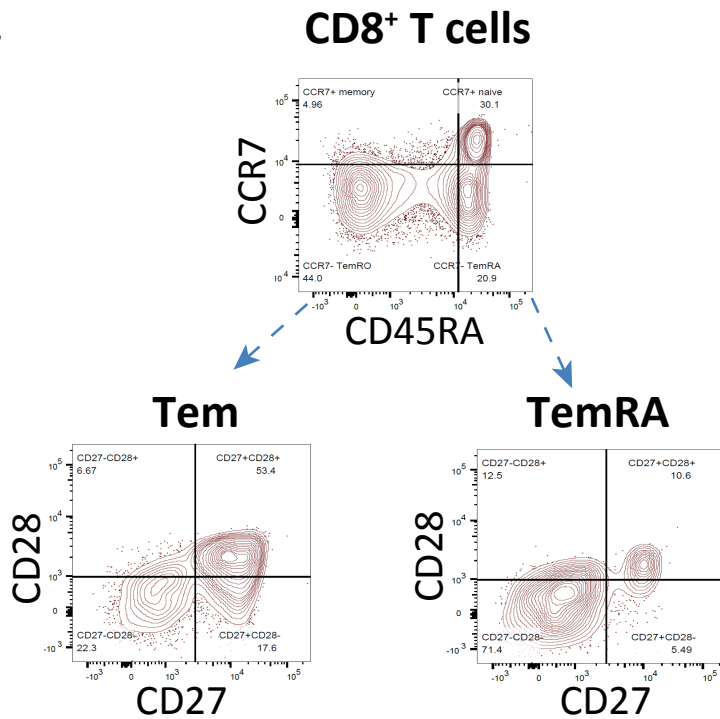 CD8⁺ T cells
CCR7+ memory
4.96
CCR7+ naive
30.1
10⁵
10⁴
0
10⁴
CCR7
CCR7- TemRO
44.0
CCR7- TemRA
20.9
-10³ 0 10³ 10⁴ 10⁵
CD45RA
Tem
CD27-CD28+
6.67
CD27+CD28+
53.4
10⁵
10⁴
10³
0
-10³
CD28
CD27-CD28-
22.3
CD27+CD28-
17.6
-10³ 0 10³ 10⁴ 10⁵
CD27
TemRA
CD27-CD28+
12.5
CD27+CD28+
10.6
10⁵
10⁴
10³
0
-10³
CD28
CD27-CD28-
71.4
CD27+CD28-
5.49
-10³ 0 10³ 10⁴ 10⁵
CD27